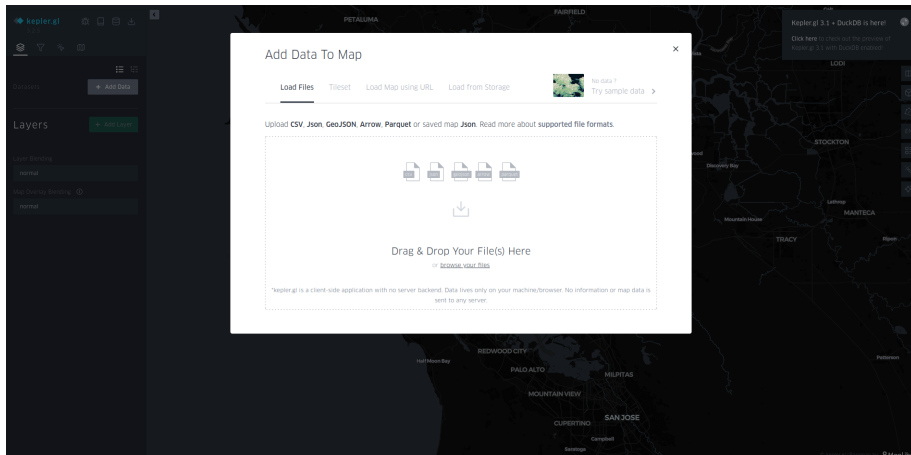 kepler.gl
Datasets
+ Add Data
Layers
+ Add Layer
Layer Blending
normal
Map Overlay Blending
normal
PETALUMA
FAIRFIELD
Kepler.gl 3.1 + DuckDB is here!
Click here to check out the preview of
Kepler.gl 3.1 with DuckDB enabled!
LODI
Add Data To Map
Load Files
Tileset
Load Map using URL
Load from Storage
No data ?
Try sample data
Upload CSV, Json, GeoJSON, Arrow, Parquet or saved map Json. Read more about supported file formats.
csv json geojson arrow parquet
Drag & Drop Your File(s) Here
or browse your files
*kepler.gl is a client-side application with no server backend. Data lives only on your machine/browser. No information or map data is
sent to any server.
STOCKTON
Discovery Bay
Lathrop
Mountain House
MANTECA
TRACY
Ripon
REDWOOD CITY
Half Moon Bay
Patterson
PALO ALTO
MILPITAS
MOUNTAIN VIEW
SAN JOSE
CUPERTINO
Campbell
Saratoga